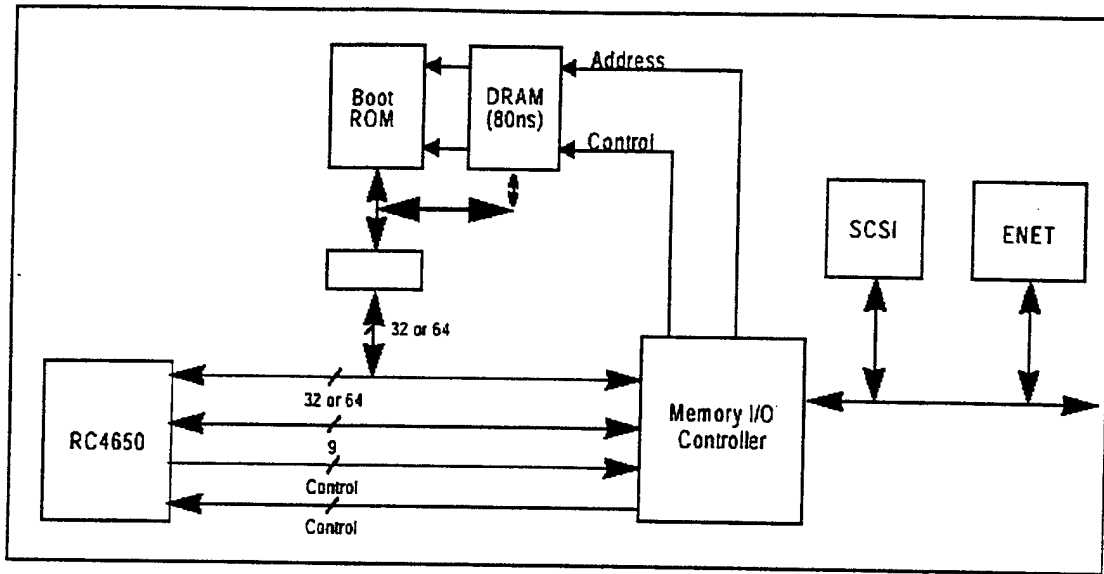 Boot
ROM
DRAM
(80ns)
Address
Control
SCSI
ENET
32 or 64
32 or 64
RC4650
9
Control
Control
Memory I/O
Controller